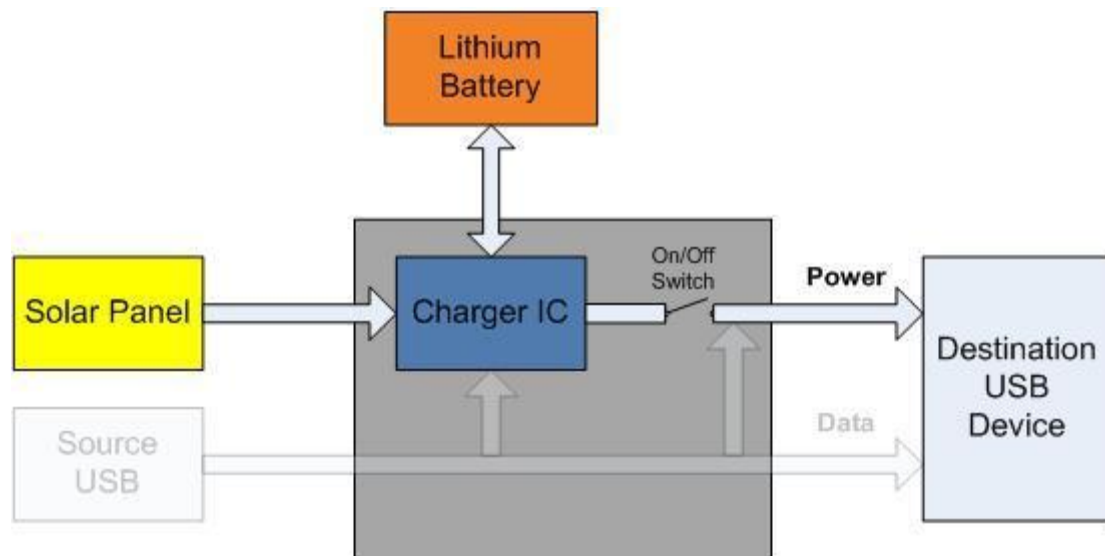 Lithium
Battery
On/Off
Switch
Power
Solar Panel
Charger IC
Destination
USB
Device
Data
Source
USB